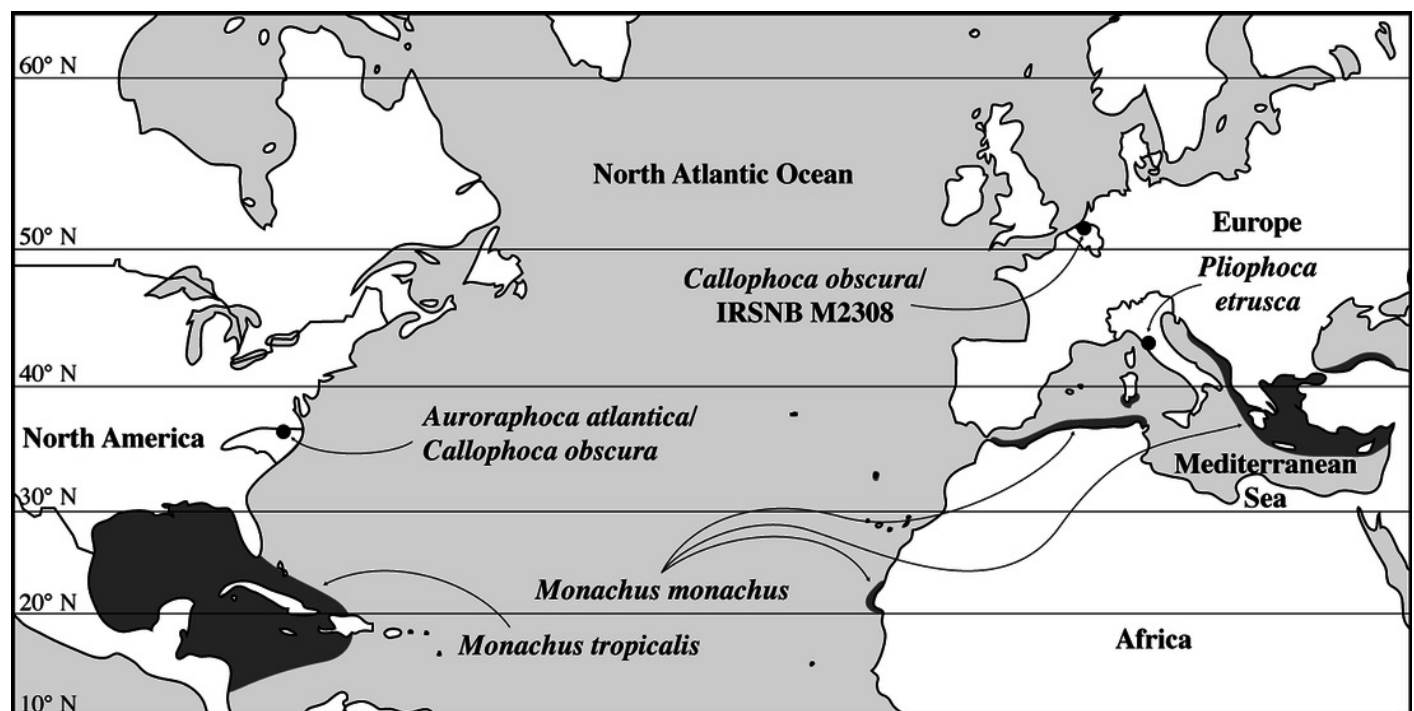 60° N
North Atlantic Ocean
50° N
Europe
Callophoca obscura/
IRSNB M2308
Pliophoca
etrusca
40° N
Auroraphoca atlantica/
Callophoca obscura
North America
Mediterranean
Sea
30° N
Monachus monachus
20° N
Monachus tropicalis
Africa
10° N